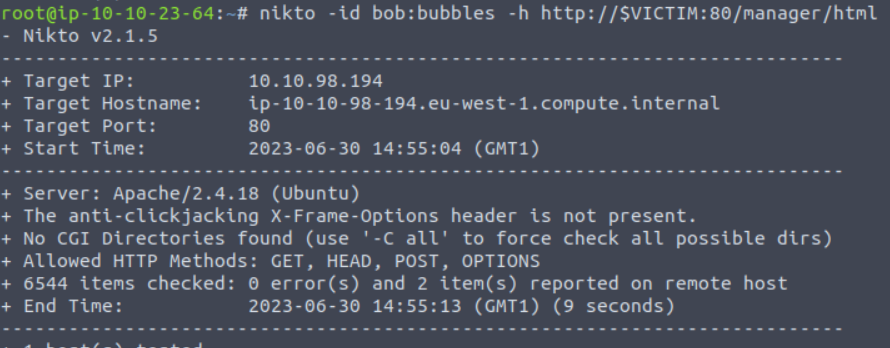 root@ip-10-10-23-64:~# nikto -id bob:bubbles -h http://$VICTIM:80/manager/html
- Nikto v2.1.5
---------------------------------------------------------------------------
+ Target IP:          10.10.98.194
+ Target Hostname:    ip-10-10-98-194.eu-west-1.compute.internal
+ Target Port:        80
+ Start Time:         2023-06-30 14:55:04 (GMT1)
---------------------------------------------------------------------------
+ Server: Apache/2.4.18 (Ubuntu)
+ The anti-clickjacking X-Frame-Options header is not present.
+ No CGI Directories found (use '-C all' to force check all possible dirs)
+ Allowed HTTP Methods: GET, HEAD, POST, OPTIONS
+ 6544 items checked: 0 error(s) and 2 item(s) reported on remote host
+ End Time:           2023-06-30 14:55:13 (GMT1) (9 seconds)
---------------------------------------------------------------------------
+ 1 host(s) tested